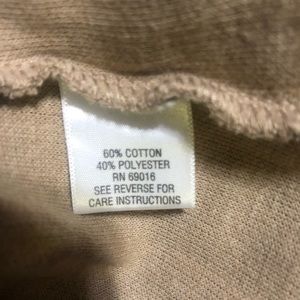 60% COTTON
40% POLYESTER
RN 69016
SEE REVERSE FOR
CARE INSTRUCTIONS